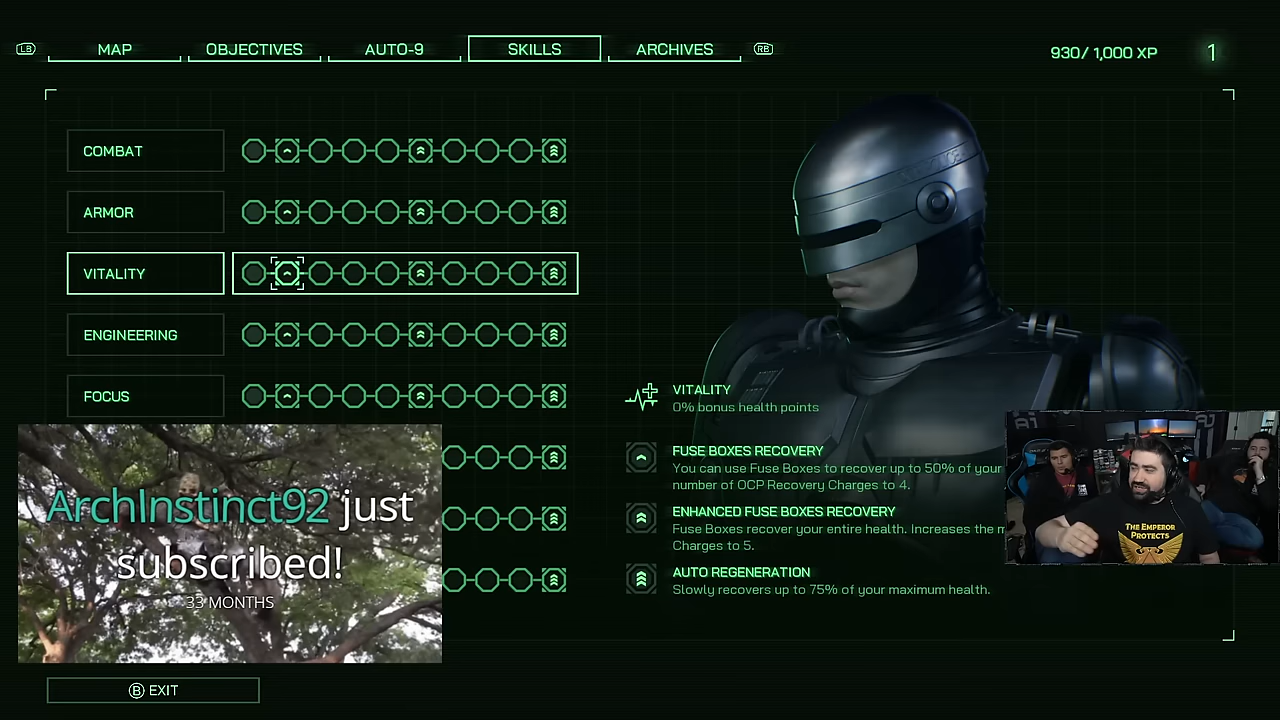 LB
MAP
OBJECTIVES
AUTO-9
SKILLS
ARCHIVES
RB
930/ 1,000 XP
1
COMBAT
ARMOR
VITALITY
ENGINEERING
FOCUS
VITALITY
0% bonus health points
FUSE BOXES RECOVERY
You can use Fuse Boxes to recover up to 50% of your
number of OCP Recovery Charges to 4.
ENHANCED FUSE BOXES RECOVERY
Fuse Boxes recover your entire health. Increases the
Charges to 5.
AUTO REGENERATION
Slowly recovers up to 75% of your maximum health.
ArchInstinct92 just
subscribed!
33 MONTHS
THE EMPEROR
PROTECTS
B EXIT